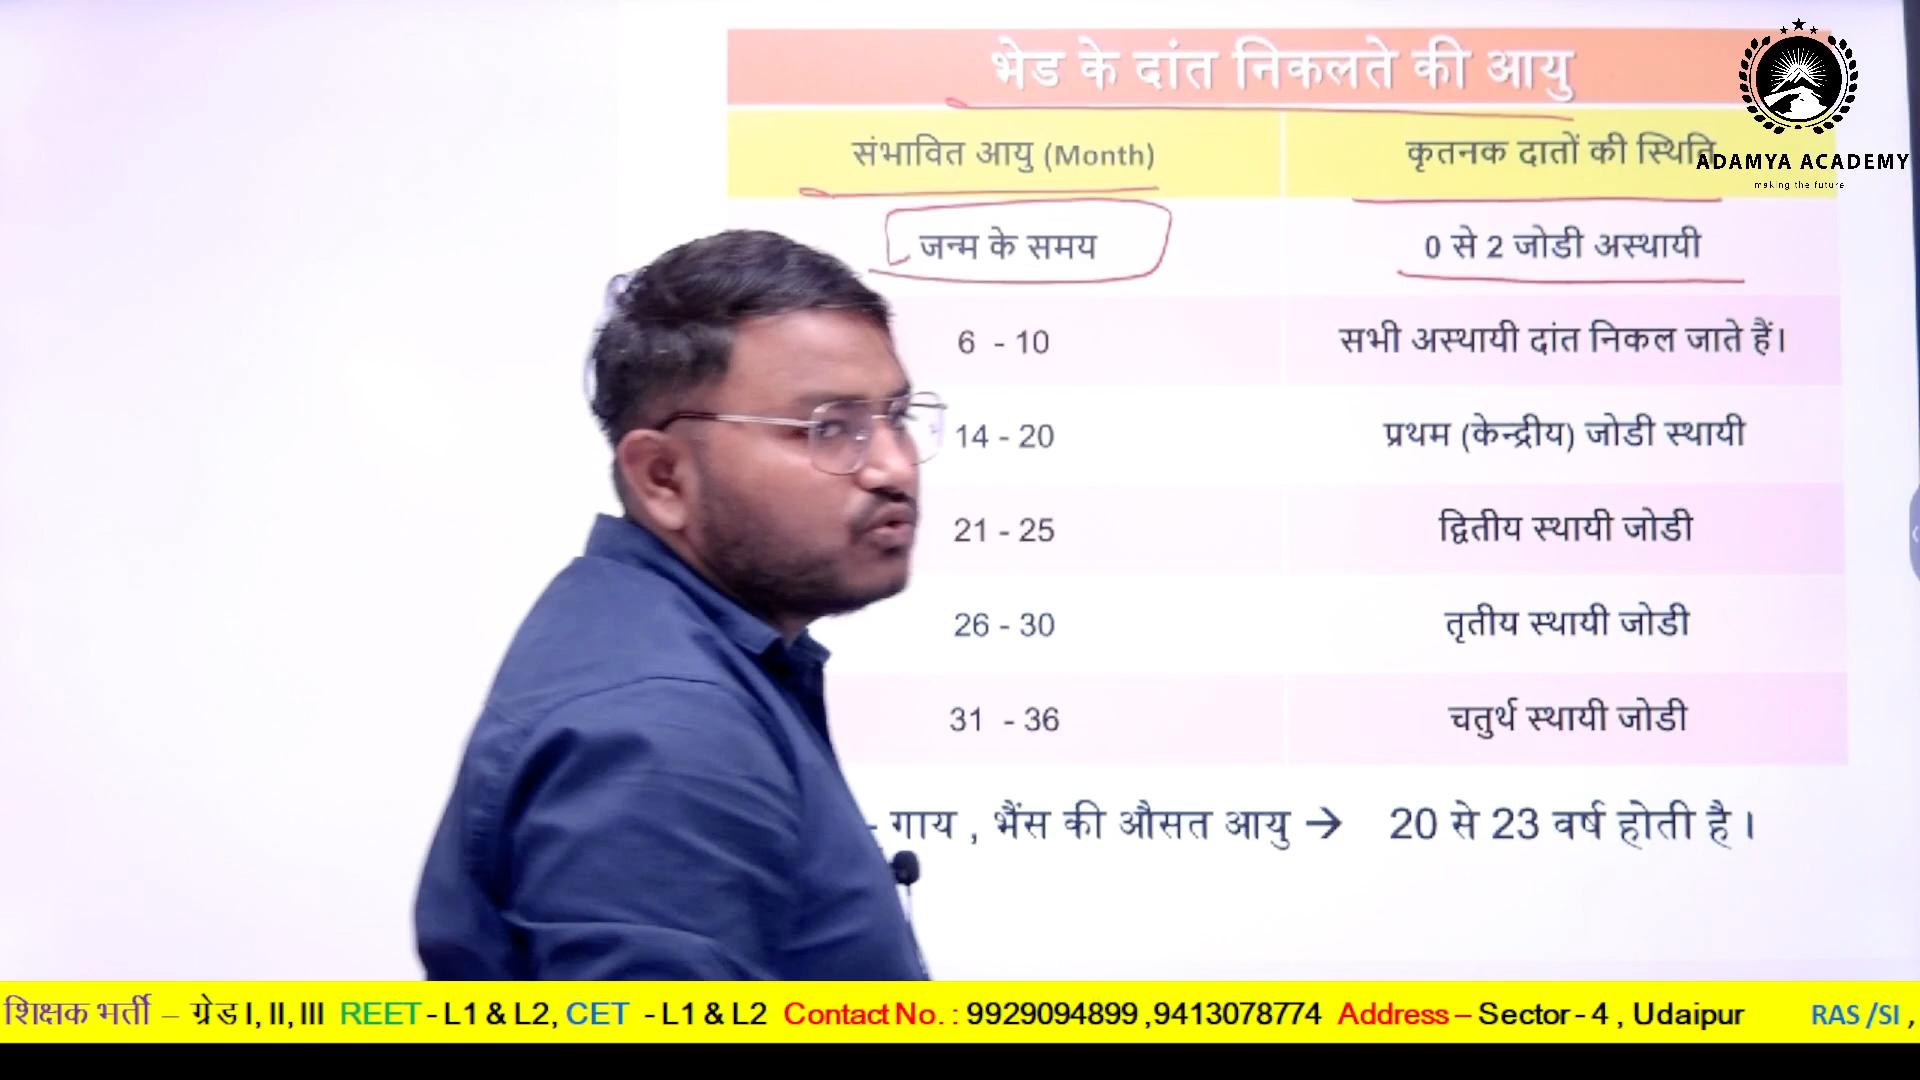 भेड के दांत निकलते की आयु
संभावित आयु (Month) कृतनक दातों की स्थिति
ADAMYA ACADEMY
making the future
जन्म के समय 0 से 2 जोडी अस्थायी
6 - 10 सभी अस्थायी दांत निकल जाते हैं।
14 - 20 प्रथम (केन्द्रीय) जोडी स्थायी
21 - 25 द्वितीय स्थायी जोडी
26 - 30 तृतीय स्थायी जोडी
31 - 36 चतुर्थ स्थायी जोडी
- गाय , भैंस की औसत आयु → 20 से 23 वर्ष होती है ।
शिक्षक भर्ती – ग्रेड I, II, III REET - L1 & L2, CET - L1 & L2 Contact No. : 9929094899 ,9413078774 Address – Sector - 4 , Udaipur RAS /SI ,